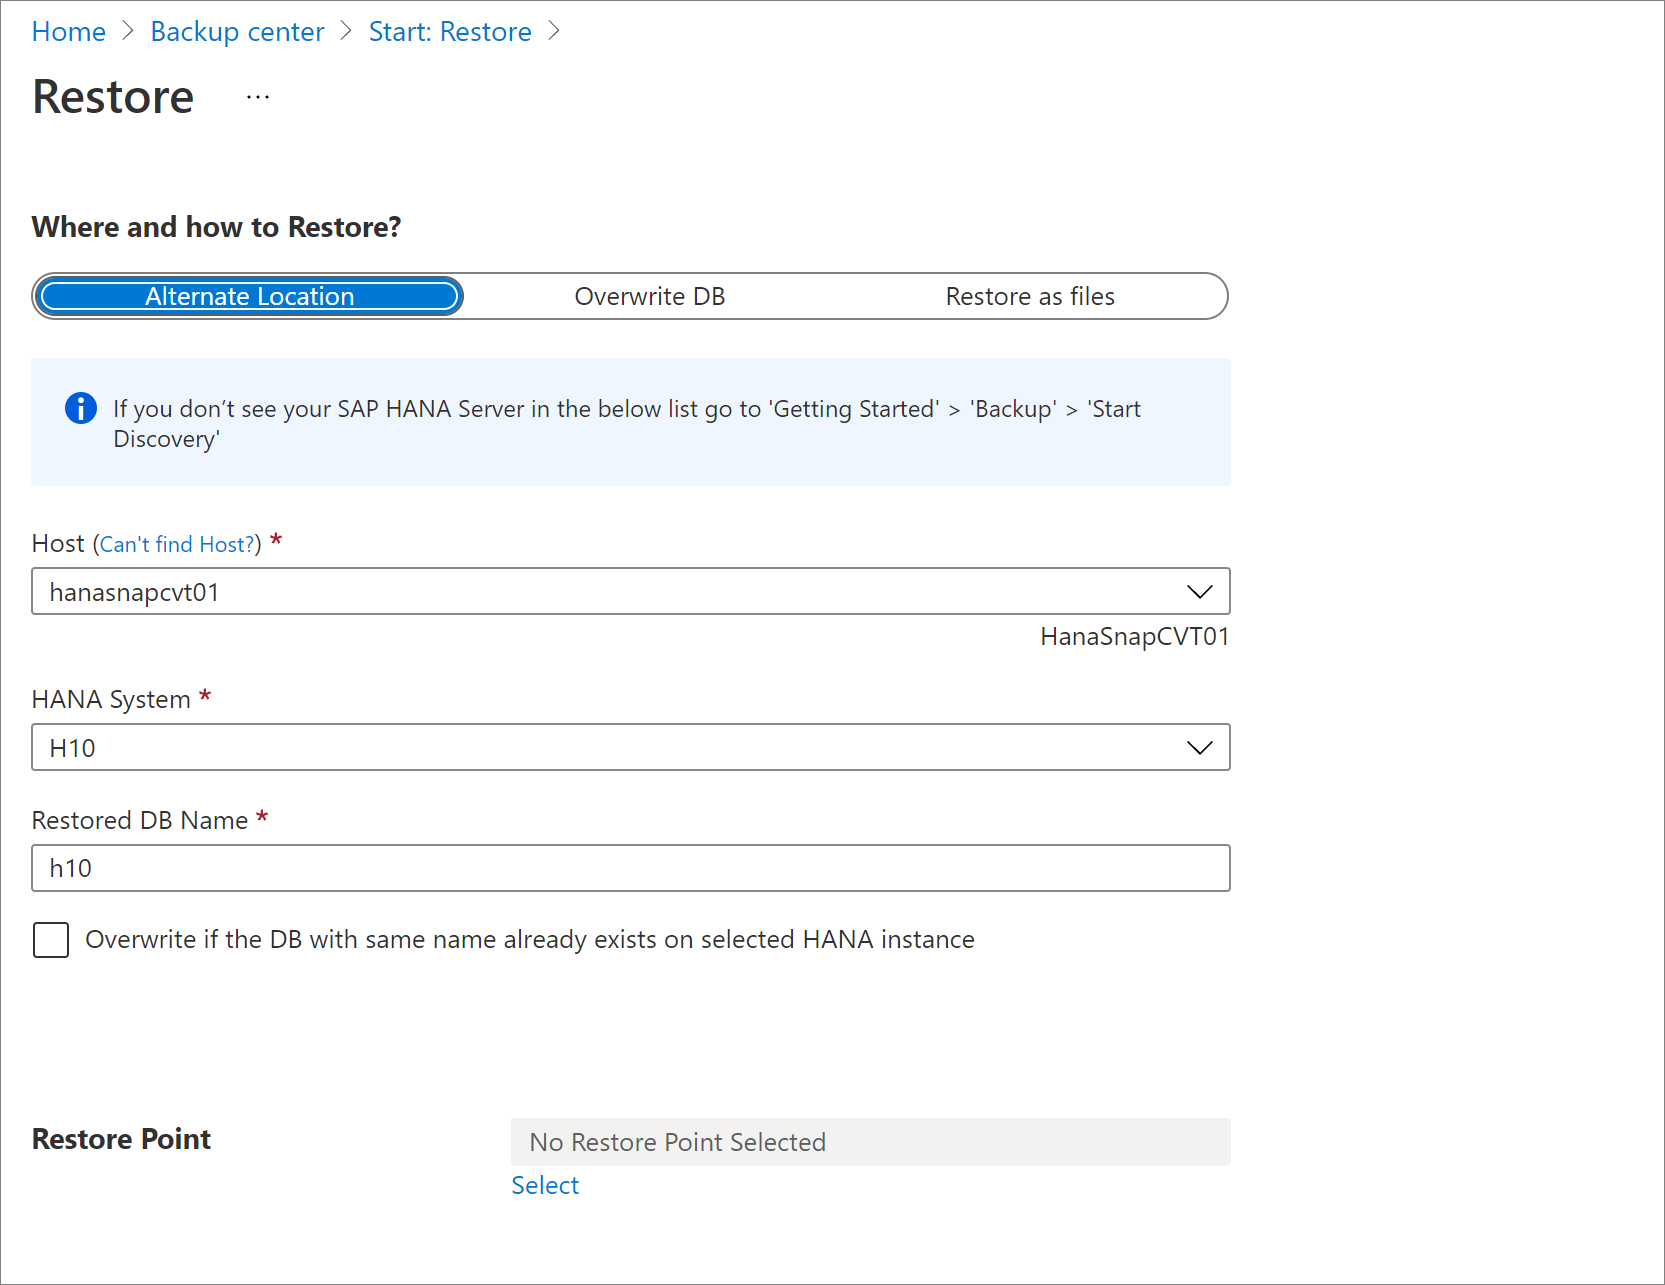 Home > Backup center > Start: Restore >
Restore ...
Where and how to Restore?
Alternate Location Overwrite DB Restore as files
If you don’t see your SAP HANA Server in the below list go to 'Getting Started' > 'Backup' > 'Start
Discovery'
Host (Can't find Host?) *
hanasnapcvt01
HanaSnapCVT01
HANA System *
H10
Restored DB Name *
h10
Overwrite if the DB with same name already exists on selected HANA instance
Restore Point No Restore Point Selected
Select